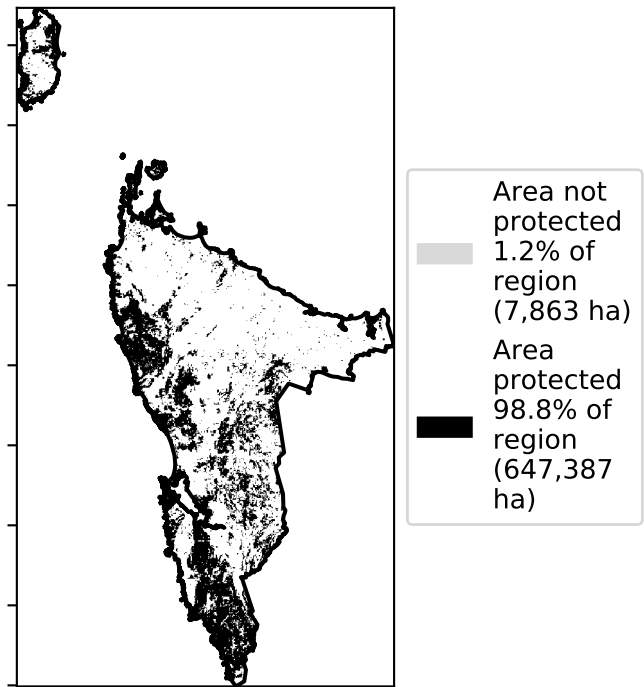 Area not
protected
1.2% of
region
(7,863 ha)
Area
protected
98.8% of
region
(647,387
ha)